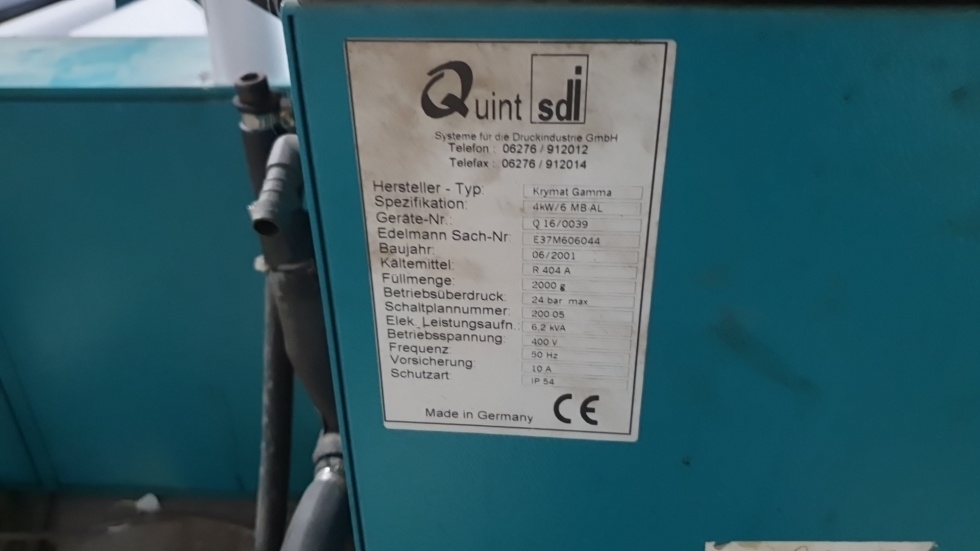 Quint sdi
Systeme für die Druckindustrie GmbH
Telefon : 06276 / 912012
Telefax : 06276 / 912014
Hersteller - Typ: Krymat Gamma
Spezifikation: 4kW/6 MB AL
Geräte-Nr.: Q 16/0039
Edelmann Sach-Nr: E37M606044
Baujahr: 06/2001
Kältemittel: R 404 A
Füllmenge: 2000 g
Betriebsüberdruck: 24 bar max
Schaltplannummer: 200 05
Elek. Leistungsaufn.: 6,2 kVA
Betriebsspannung: 400 V
Frequenz: 50 Hz
Vorsicherung: 10 A
Schutzart: IP 54
Made in Germany CE